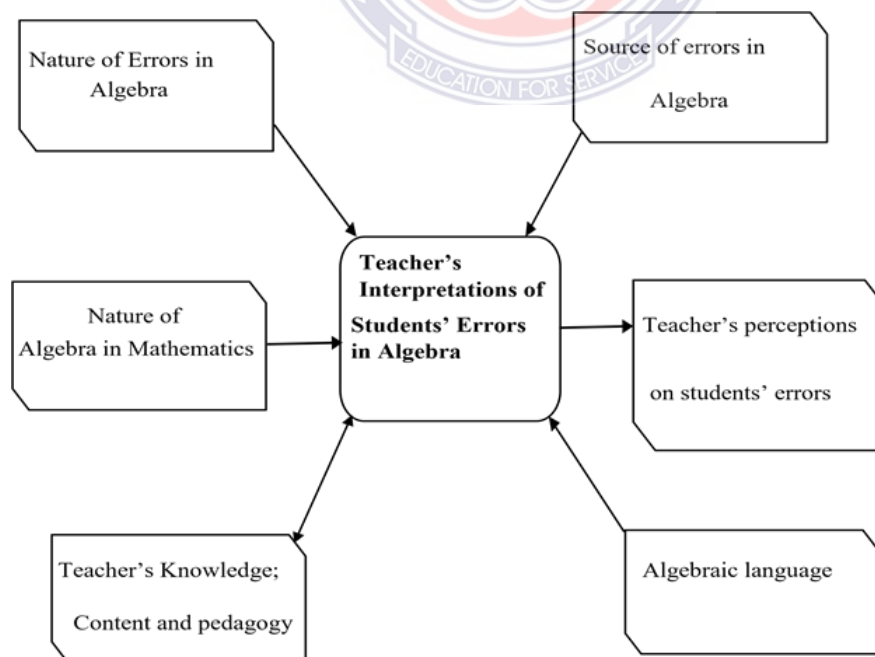 EDUCATION FOR SERVICE
Nature of Errors in
Algebra
Source of errors in
Algebra
Teacher's
Interpretations of
Students' Errors
in Algebra
Nature of
Algebra in Mathematics
Teacher's perceptions
on students' errors
Teacher's Knowledge;
Content and pedagogy
Algebraic language